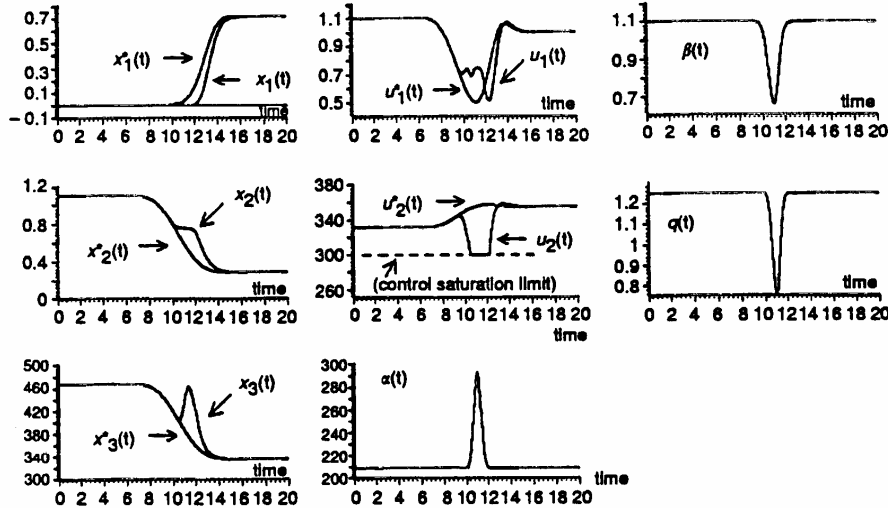 0.7
0.5
0.3
0.1
−0.1
x°1(t)
x1(t)
time
0 2 4 6 8 10 12 14 16 18 20
1.1
0.9
0.7
0.5
u1(t)
u°1(t)
time
0 2 4 6 8 10 12 14 16 18 20
1.1
0.9
0.7
β(t)
time
0 2 4 6 8 10 12 14 16 18 20
1.2
0.8
0.4
0
x2(t)
x°2(t)
time
0 2 4 6 8 10 12 14 16 18 20
380
340
300
260
u°2(t)
u2(t)
(control saturation limit)
0 2 4 6 8 10 12 14 16 18 20
time
1.2
1.1
1
0.9
0.8
q(t)
time
0 2 4 6 8 10 12 14 16 18 20
500
460
420
380
340
300
x3(t)
x°3(t)
time
0 2 4 6 8 10 12 14 16 18 20
300
280
260
240
220
200
α(t)
time
0 2 4 6 8 10 12 14 16 18 20